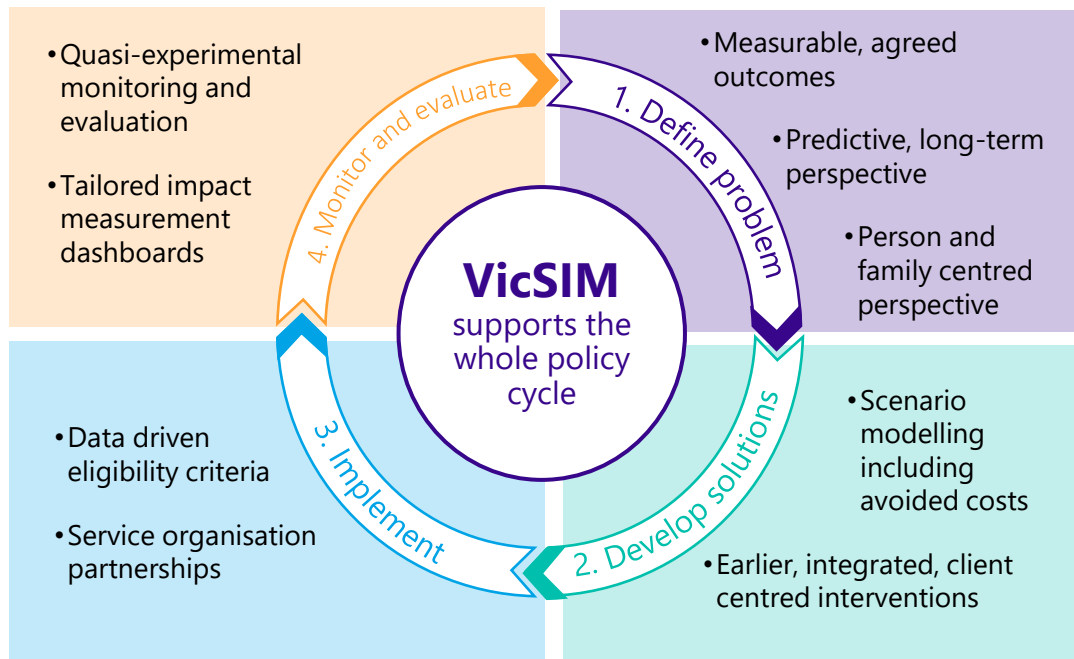 VicSIM
supports the
whole policy
cycle
1. Define problem
•Measurable, agreed
outcomes
•Predictive, long-term
perspective
•Person and
family centred
perspective
2. Develop solutions
•Scenario
modelling
including
avoided costs
•Earlier, integrated, client
centred interventions
3. Implement
•Data driven
eligibility criteria
•Service organisation
partnerships
4. Monitor and evaluate
•Quasi-experimental
monitoring and
evaluation
•Tailored impact
measurement
dashboards